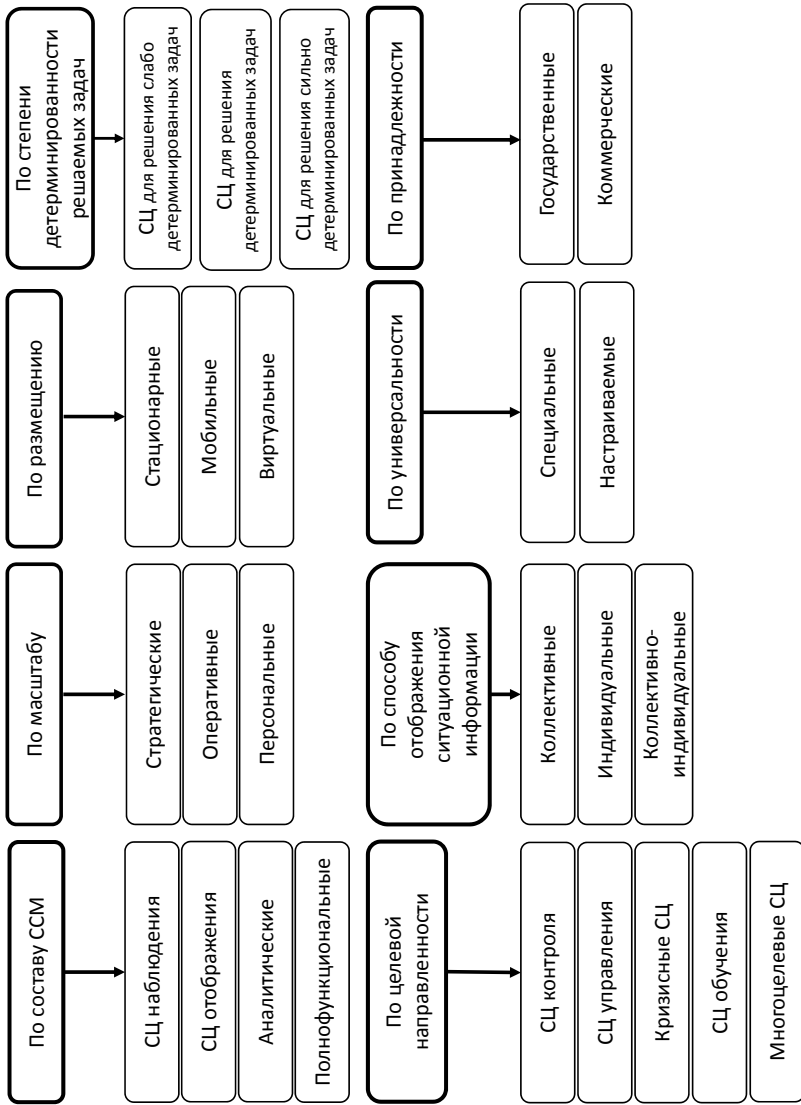 По составу ССМ
СЦ наблюдения
СЦ отображения
Аналитические
Полнофункциональные
По масштабу
Стратегические
Оперативные
Персональные
По размещению
Стационарные
Мобильные
Виртуальные
По степени
детерминированности
решаемых задач
СЦ для решения слабо
детерминированных задач
СЦ для решения
детерминированных задач
СЦ для решения сильно
детерминированных задач
По целевой
направленности
СЦ контроля
СЦ управления
Кризисные СЦ
СЦ обучения
Многоцелевые СЦ
По способу
отображения
ситуационной
информации
Коллективные
Индивидуальные
Коллективно-
индивидуальные
По универсальности
Специальные
Настраиваемые
По принадлежности
Государственные
Коммерческие